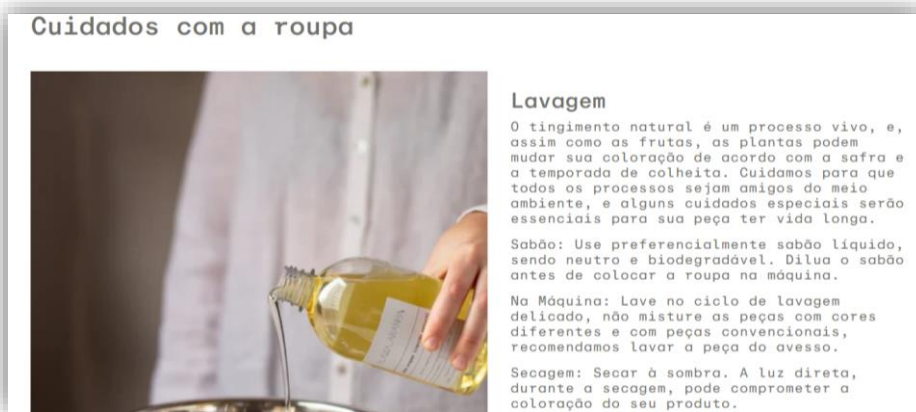 Cuidados com a roupa
Lavagem
O tingimento natural é um processo vivo, e,
assim como as frutas, as plantas podem
mudar sua coloração de acordo com a safra e
a temporada de colheita. Cuidamos para que
todos os processos sejam amigos do meio
ambiente, e alguns cuidados especiais serão
essenciais para sua peça ter vida longa.
Sabão: Use preferencialmente sabão líquido,
sendo neutro e biodegradável. Dilua o sabão
antes de colocar a roupa na máquina.
Na Máquina: Lave no ciclo de lavagem
delicado, não misture as peças com cores
diferentes e com peças convencionais,
recomendamos lavar a peça do avesso.
Secagem: Secar à sombra. A luz direta,
durante a secagem, pode comprometer a
coloração do seu produto.